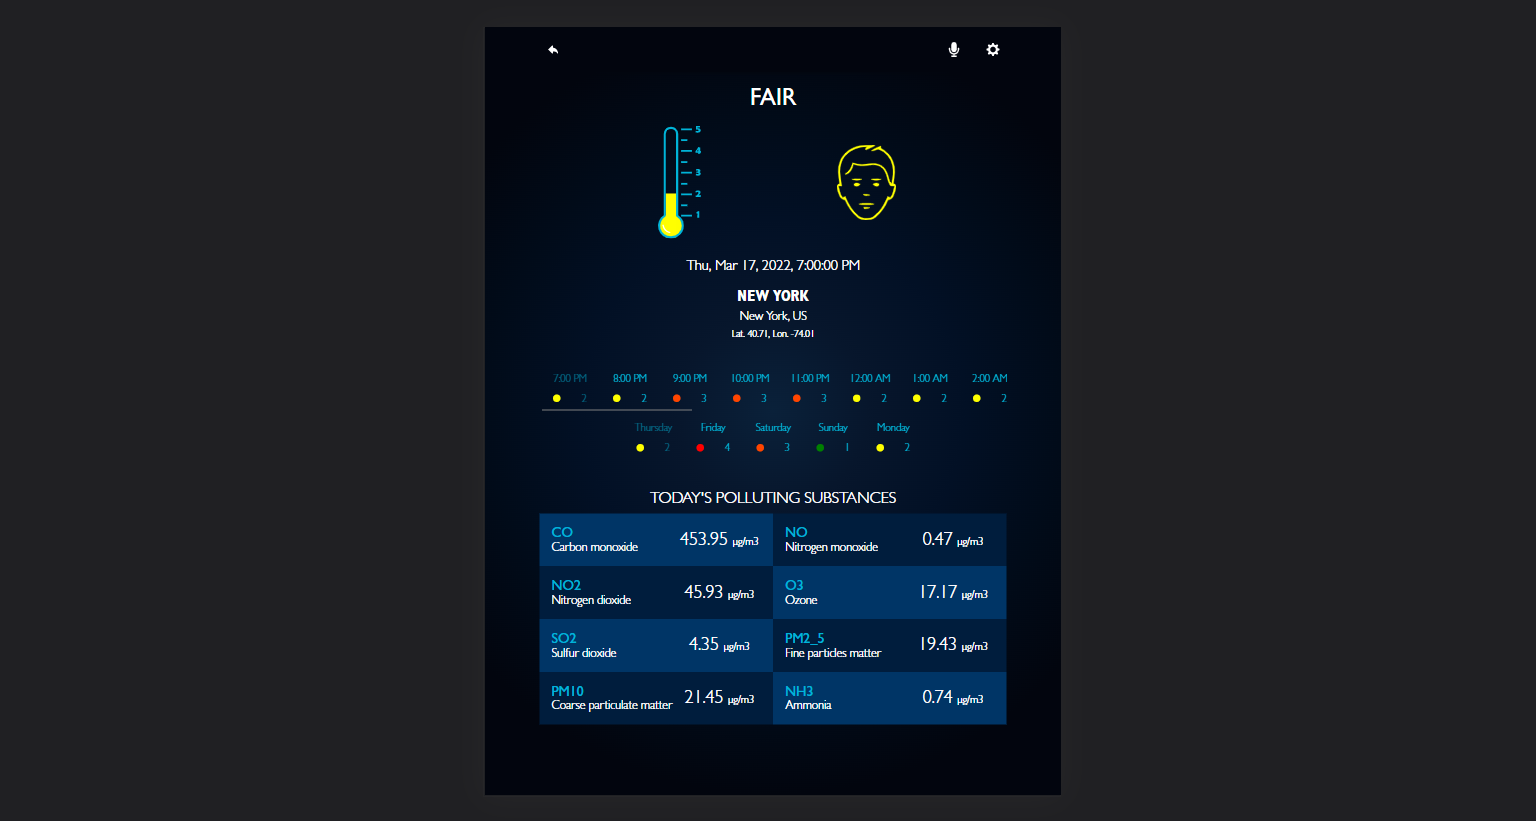 FAIR
5
4
3
2
1
Thu, Mar 17, 2022, 7:00:00 PM
NEW YORK
New York, US
Lat. 40.71, Lon. -74.01
7:00 PM 8:00 PM 9:00 PM 10:00 PM 11:00 PM 12:00 AM 1:00 AM 2:00 AM
2 2 3 3 3 2 2 2
Thursday Friday Saturday Sunday Monday
2 4 3 1 2
TODAY'S POLLUTING SUBSTANCES
CO 453.95 µg/m3 NO 0.47 µg/m3
Carbon monoxide Nitrogen monoxide
NO2 45.93 µg/m3 O3 17.17 µg/m3
Nitrogen dioxide Ozone
SO2 4.35 µg/m3 PM2_5 19.43 µg/m3
Sulfur dioxide Fine particles matter
PM10 21.45 µg/m3 NH3 0.74 µg/m3
Coarse particulate matter Ammonia